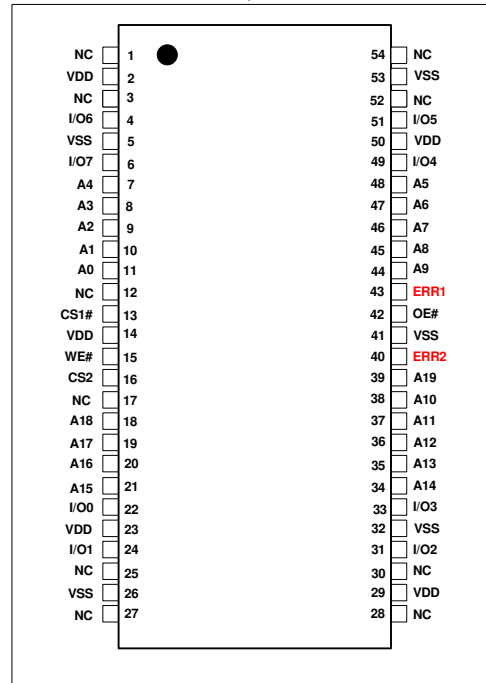 NC 1 54 NC
VDD 2 53 VSS
NC 3 52 NC
I/O6 4 51 I/O5
VSS 5 50 VDD
I/O7 6 49 I/O4
A4 7 48 A5
A3 8 47 A6
A2 9 46 A7
A1 10 45 A8
A0 11 44 A9
NC 12 43 ERR1
CS1# 13 42 OE#
VDD 14 41 VSS
WE# 15 40 ERR2
CS2 16 39 A19
NC 17 38 A10
A18 18 37 A11
A17 19 36 A12
A16 20 35 A13
A15 21 34 A14
I/O0 22 33 I/O3
VDD 23 32 VSS
I/O1 24 31 I/O2
NC 25 30 NC
VSS 26 29 VDD
NC 27 28 NC